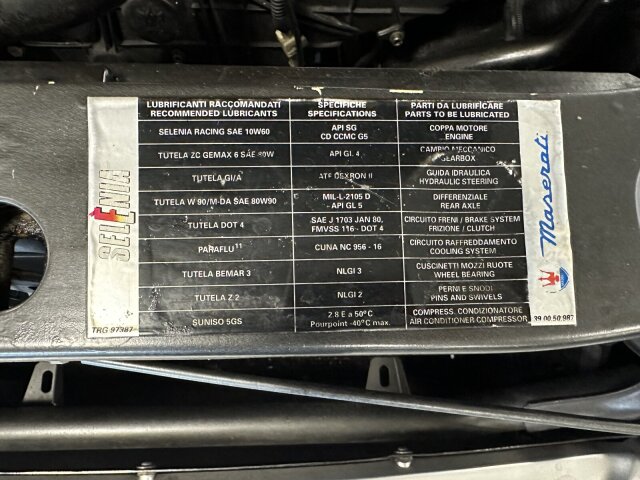 LUBRIFICANTI RACCOMANDATI SPECIFICHE PARTI DA LUBRIFICARE
RECOMMENDED LUBRICANTS SPECIFICATIONS PARTS TO BE LUBRICATED
SELENIA RACING SAE 10W60 API SG COPPA MOTORE
CD CCMC G5 ENGINE
TUTELA ZC GEMAX 6 SAE 80W API GL 4 CAMBIO MECCANICO
GEARBOX
TUTELA GI/A ATF DEXRON II GUIDA IDRAULICA
HYDRAULIC STEERING
TUTELA W 90/M-DA SAE 80W90 MIL-L-2105 D DIFFERENZIALE
- API GL 5 REAR AXLE
TUTELA DOT 4 SAE J 1703 JAN 80, CIRCUITO FRENI / BRAKE SYSTEM
FMVSS 116 - DOT 4 FRIZIONE / CLUTCH
PARAFLU 11 CUNA NC 956 - 16 CIRCUITO RAFFREDDAMENTO
COOLING SYSTEM
TUTELA BEMAR 3 NLGI 3 CUSCINETTI MOZZI RUOTE
WHEEL BEARING
TUTELA Z 2 NLGI 2 PERNI E SNODI
PINS AND SWIVELS
SUNISO 5GS 2.8 E a 50°C COMPRESS. CONDIZIONATORE
Pourpoint -40°C max. AIR CONDITIONER COMPRESSOR
SELENIA
TRG 97387
Maserati
39.00.50.987